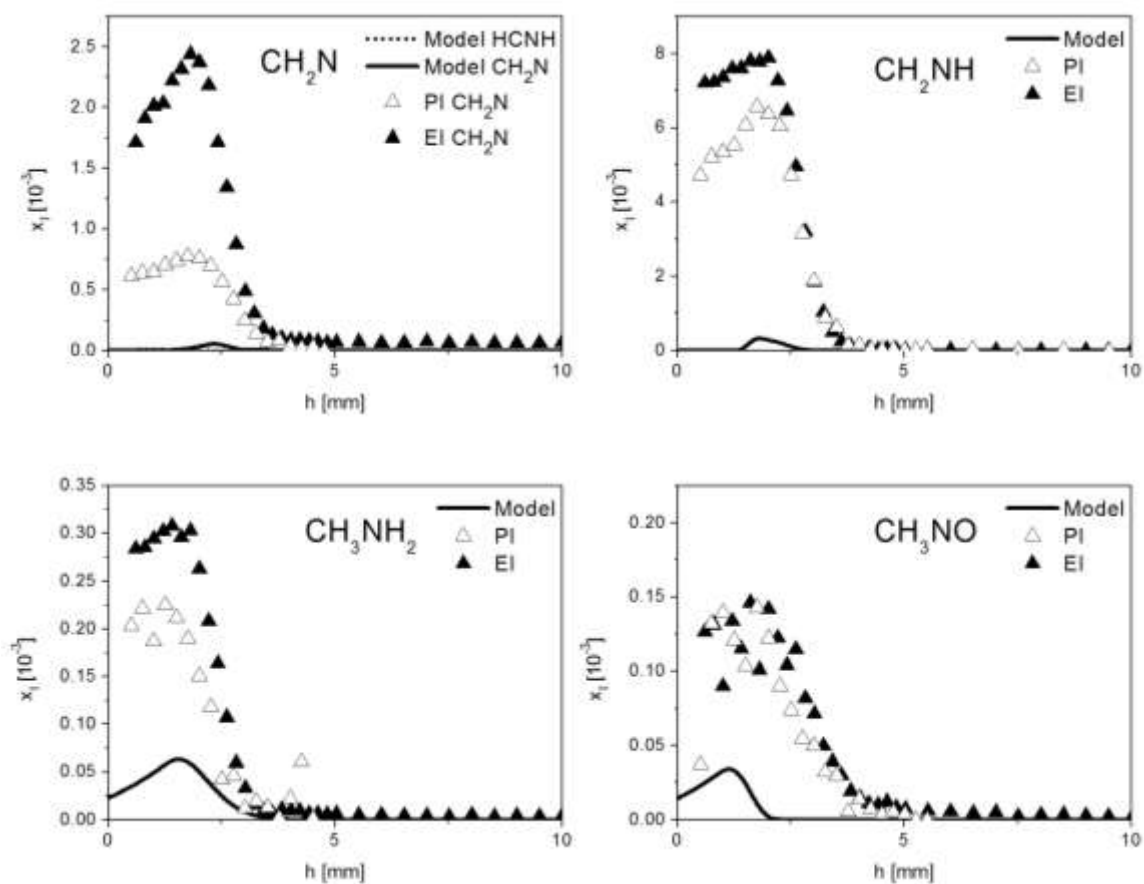 CH₂N
Model HCNH
Model CH₂N
PI CH₂N
EI CH₂N
2.5
2.0
1.5
1.0
0.5
0.0
xᵢ [10⁻³]
0
5
10
h [mm]
CH₂NH
Model
PI
EI
8
6
4
2
0
xᵢ [10⁻³]
0
5
10
h [mm]
CH₃NH₂
Model
PI
EI
0.35
0.30
0.25
0.20
0.15
0.10
0.05
0.00
xᵢ [10⁻³]
0
5
10
h [mm]
CH₃NO
Model
PI
EI
0.20
0.15
0.10
0.05
0.00
xᵢ [10⁻³]
0
5
10
h [mm]